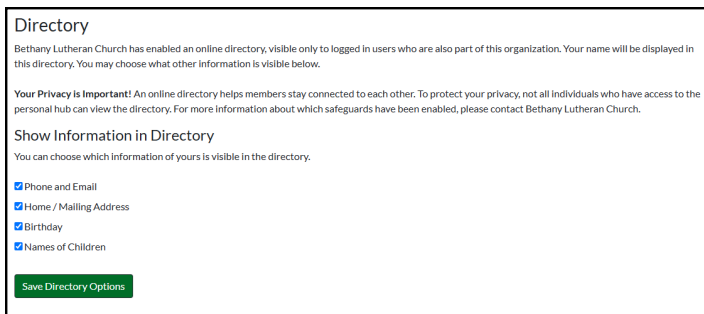 Directory
Bethany Lutheran Church has enabled an online directory, visible only to logged in users who are also part of this organization. Your name will be displayed in
this directory. You may choose what other information is visible below.
Your Privacy is Important! An online directory helps members stay connected to each other. To protect your privacy, not all individuals who have access to the
personal hub can view the directory. For more information about which safeguards have been enabled, please contact Bethany Lutheran Church.
Show Information in Directory
You can choose which information of yours is visible in the directory.
Phone and Email
Home / Mailing Address
Birthday
Names of Children
Save Directory Options